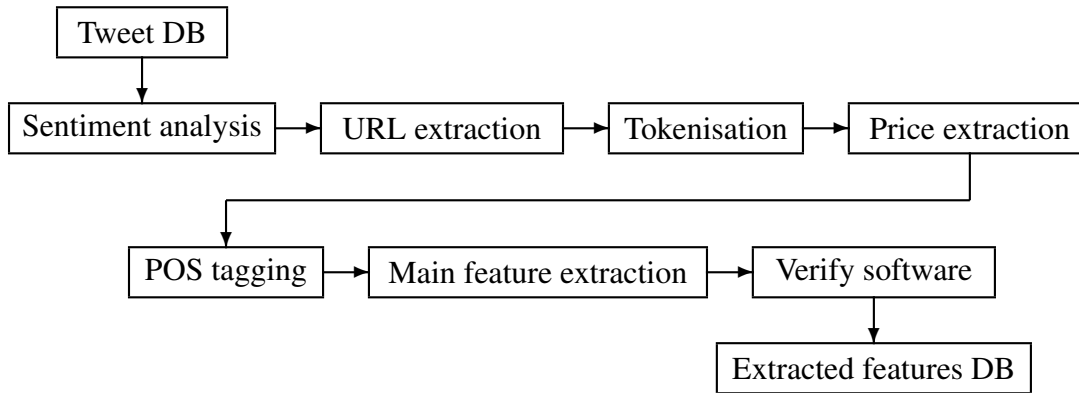 Tweet DB
Sentiment analysis
URL extraction
Tokenisation
Price extraction
POS tagging
Main feature extraction
Verify software
Extracted features DB